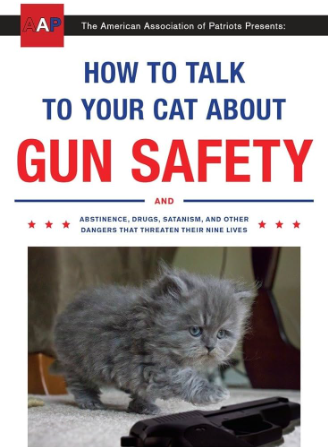 AAP
The American Association of Patriots Presents:
HOW TO TALK
TO YOUR CAT ABOUT
GUN SAFETY
AND
ABSTINENCE, DRUGS, SATANISM, AND OTHER
DANGERS THAT THREATEN THEIR NINE LIVES